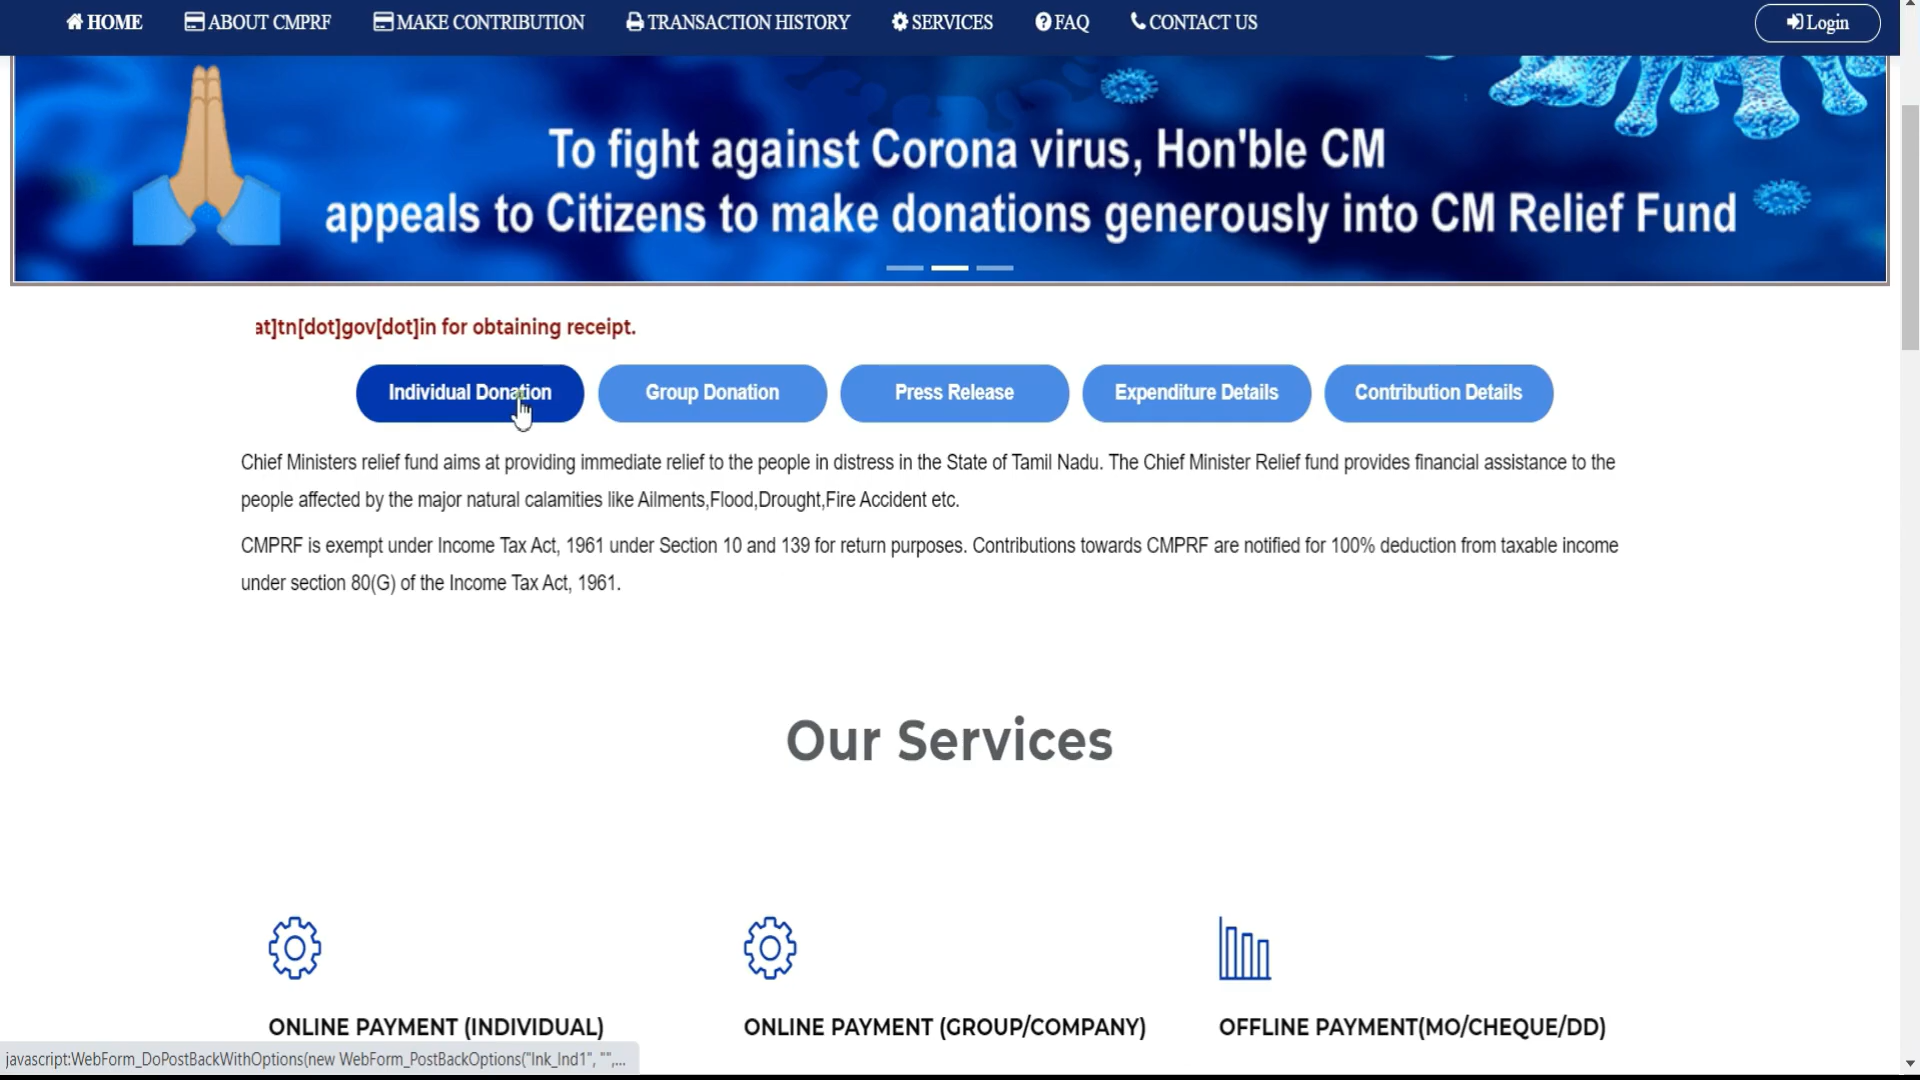 HOME ABOUT CMPRF MAKE CONTRIBUTION TRANSACTION HISTORY SERVICES FAQ CONTACT US Login
To fight against Corona virus, Hon'ble CM
appeals to Citizens to make donations generously into CM Relief Fund
at]tn[dot]gov[dot]in for obtaining receipt.
Individual Donation Group Donation Press Release Expenditure Details Contribution Details
Chief Ministers relief fund aims at providing immediate relief to the people in distress in the State of Tamil Nadu. The Chief Minister Relief fund provides financial assistance to the
people affected by the major natural calamities like Ailments,Flood,Drought,Fire Accident etc.
CMPRF is exempt under Income Tax Act, 1961 under Section 10 and 139 for return purposes. Contributions towards CMPRF are notified for 100% deduction from taxable income
under section 80(G) of the Income Tax Act, 1961.
Our Services
ONLINE PAYMENT (INDIVIDUAL) ONLINE PAYMENT (GROUP/COMPANY) OFFLINE PAYMENT(MO/CHEQUE/DD)
javascript:WebForm_DoPostBackWithOptions(new WebForm_PostBackOptions("lnk_Ind1", "",...